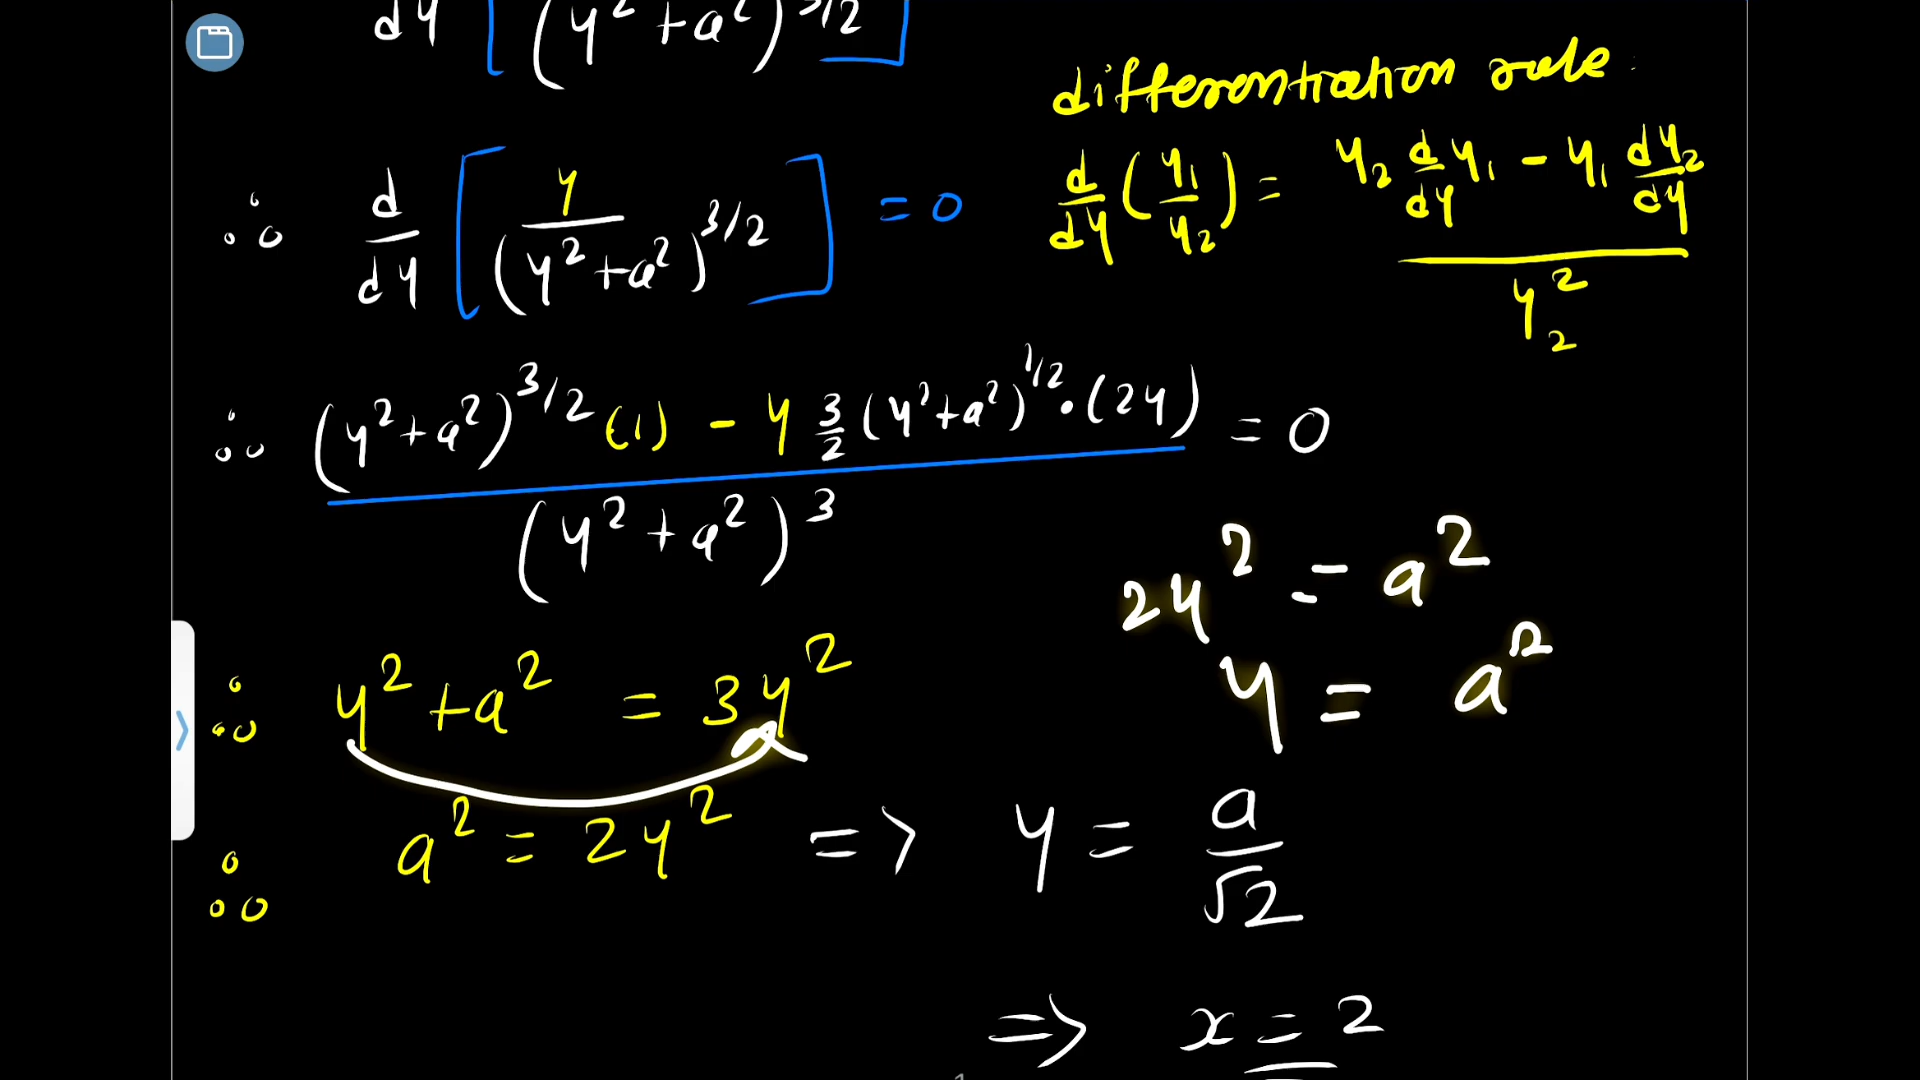 dy [ (y² + a²)^3/2 ]
differentiation rule.
∴ d/dy [ y / (y² + a²)^3/2 ] = 0
d/dy (y₁/y₂) = (y₂ d/dy y₁ - y₁ dy₂/dy) / y₂²
∴ ((y² + a²)^3/2 (1) - y 3/2 (y² + a²)^1/2 · (2y)) / (y² + a²)³ = 0
2y² = a²
y = a²
∴ y² + a² = 3y²
∴ a² = 2y² => y = a/√2
=> x = 2